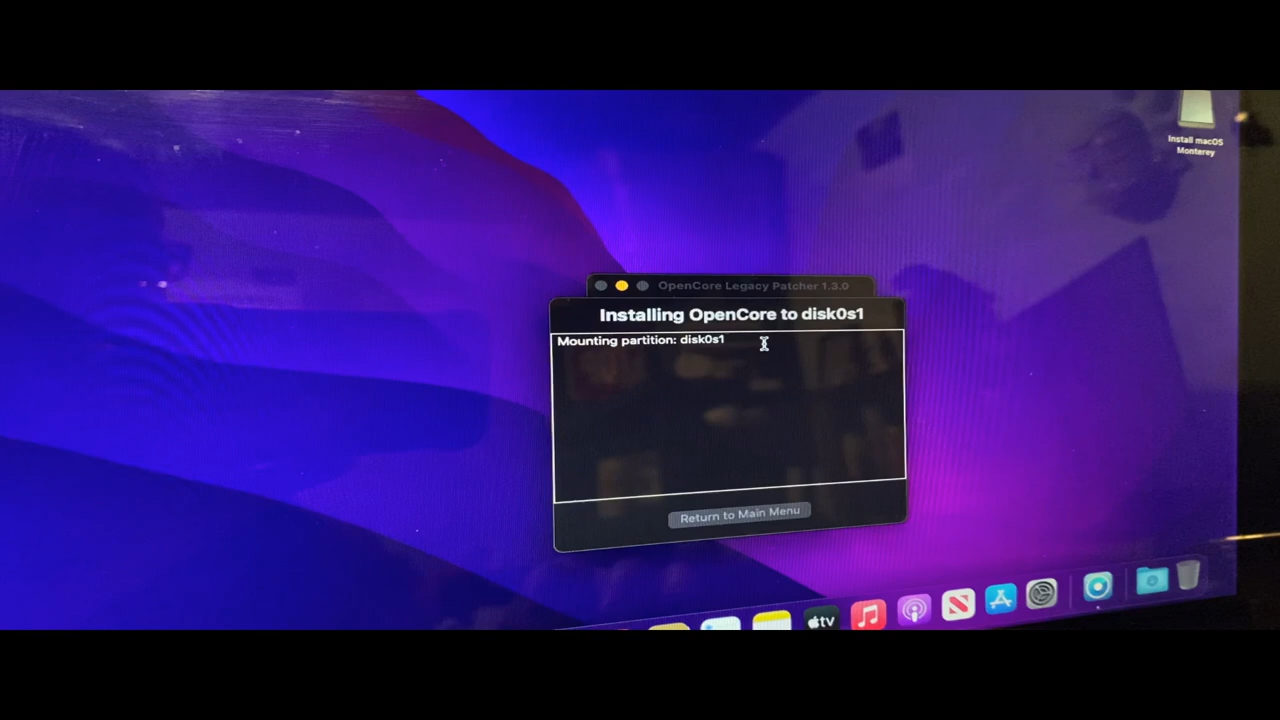 Install macOS
Monterey
OpenCore Legacy Patcher 1.3.0
Installing OpenCore to disk0s1
Mounting partition: disk0s1
Return to Main Menu
tv